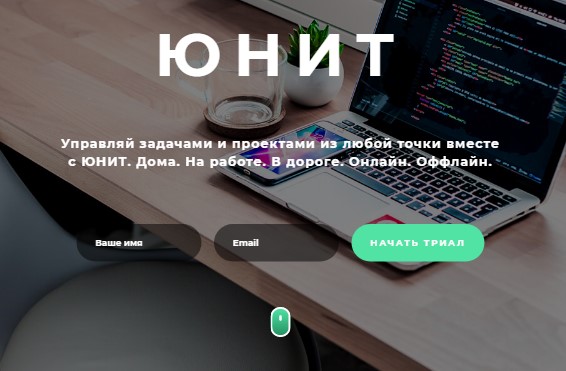 ЮНИТ
Управляй задачами и проектами из любой точки вместе
с ЮНИТ. Дома. На работе. В дороге. Онлайн. Оффлайн.
Ваше имя
Email
НАЧАТЬ ТРИАЛ